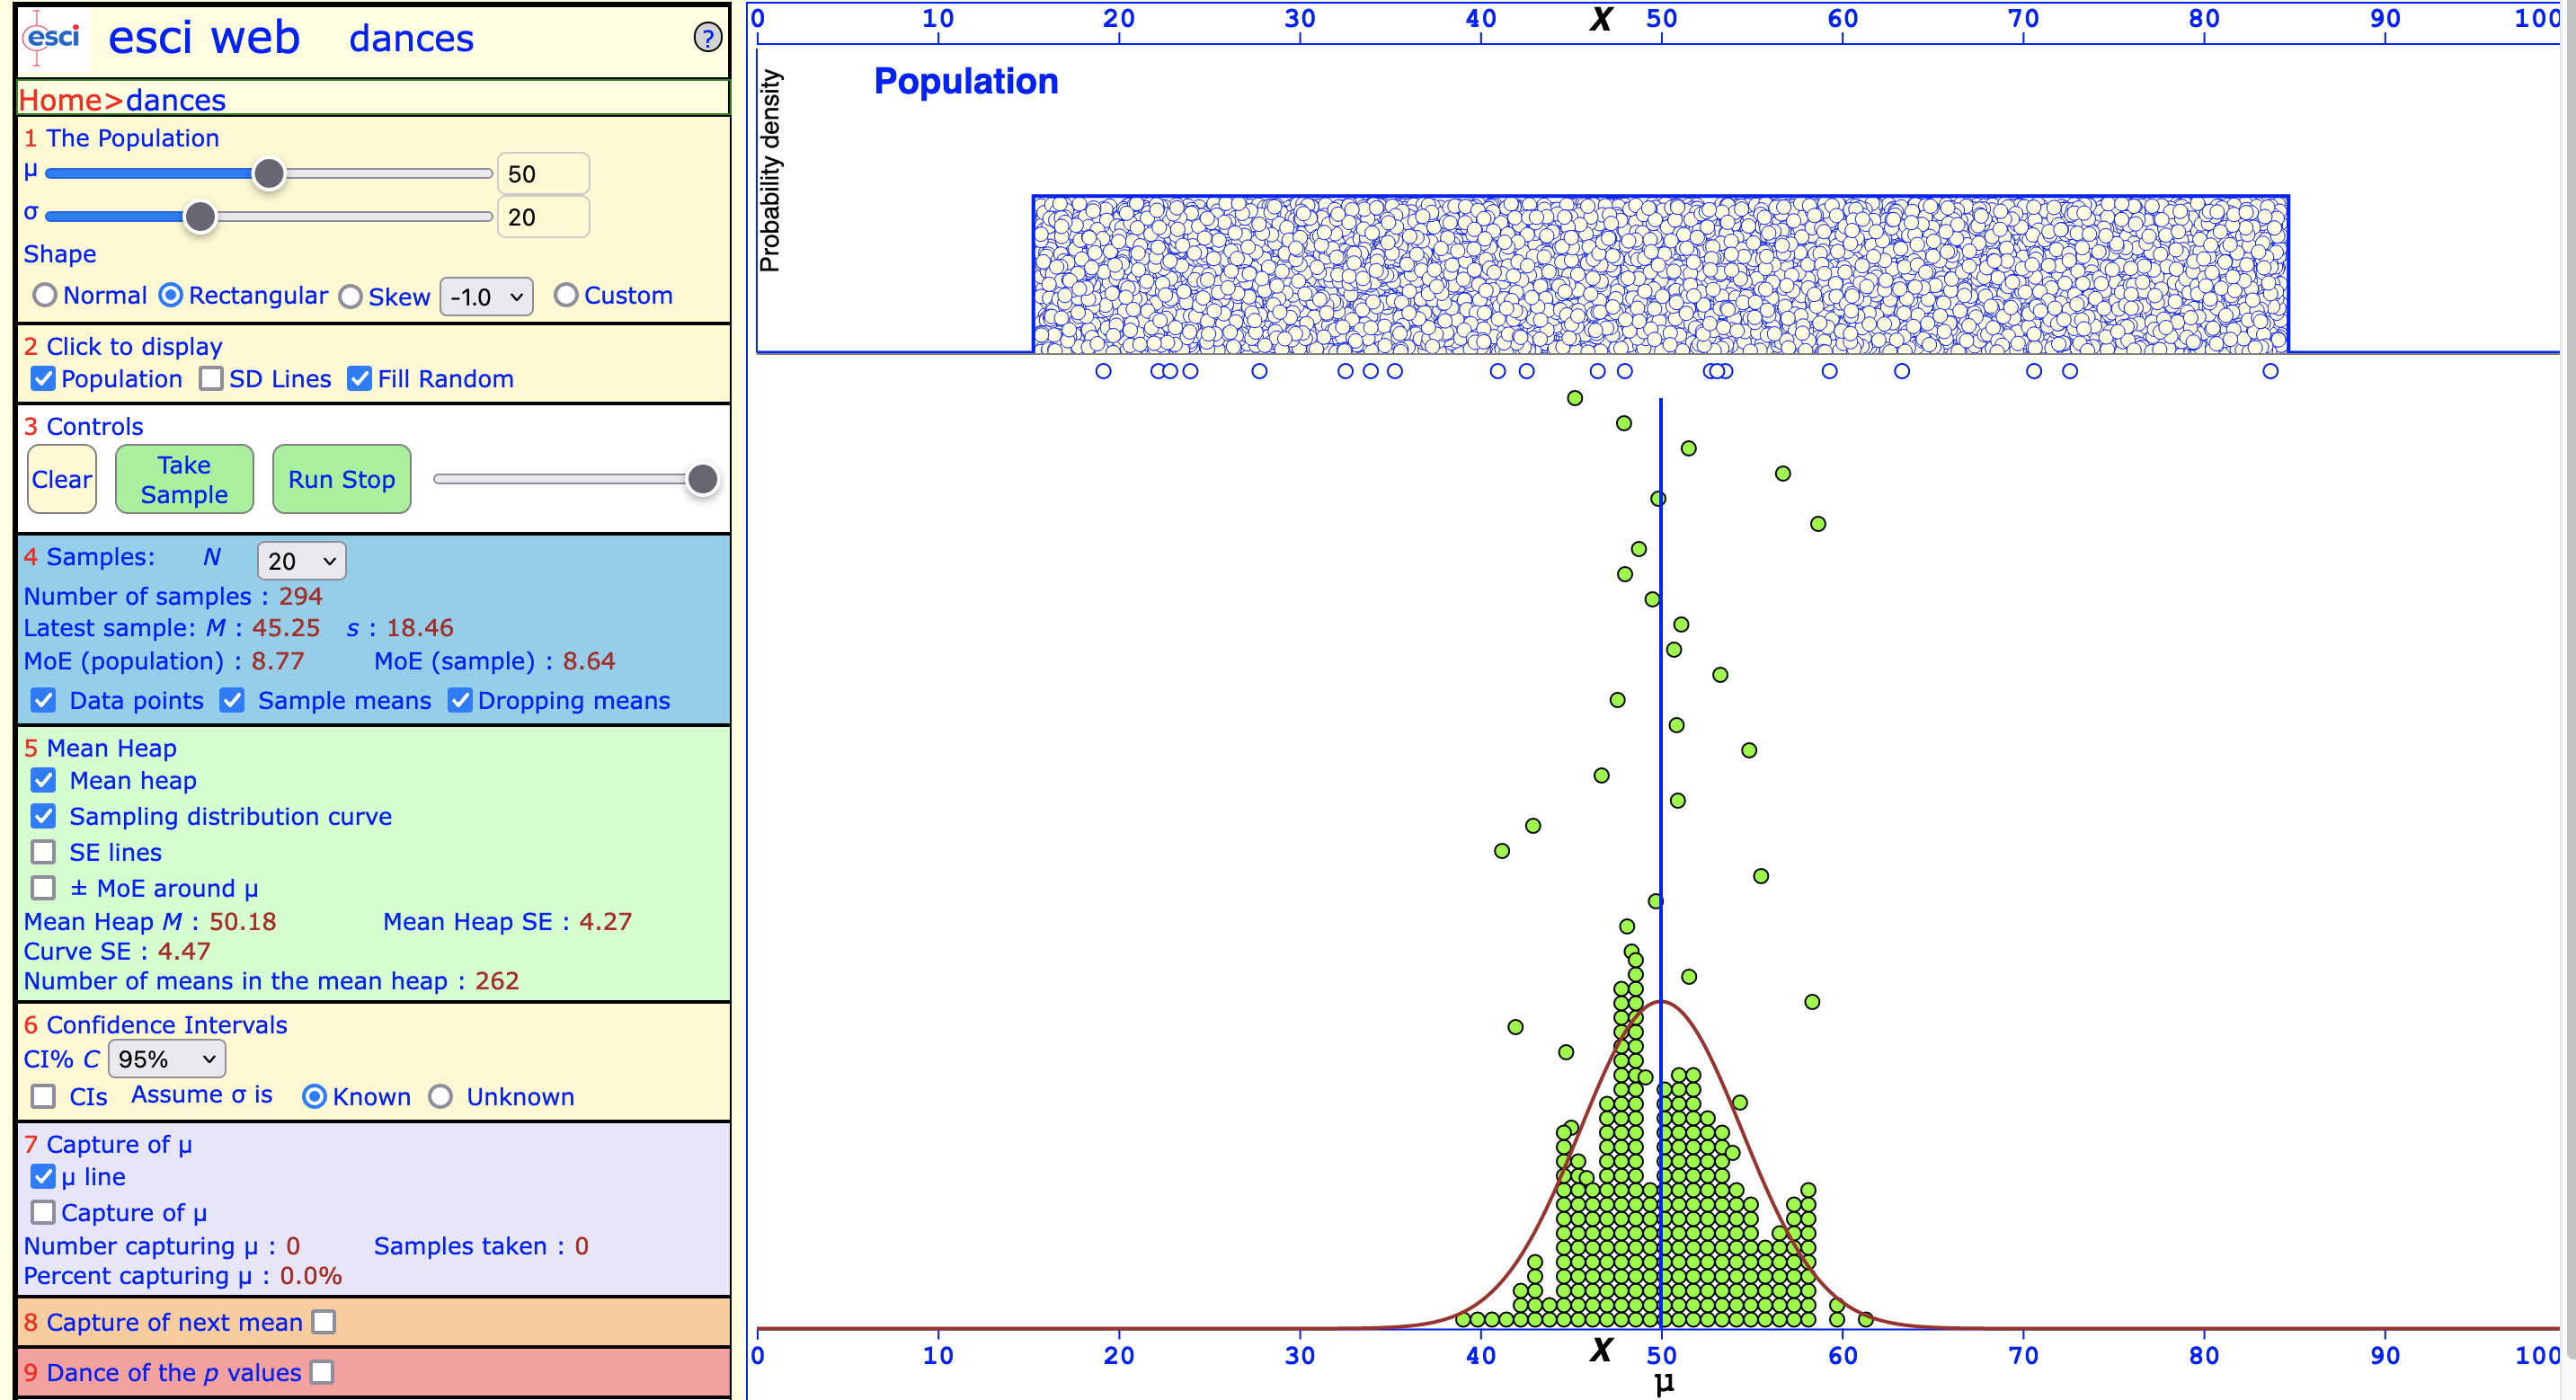 esci esci web dances ?
Home>dances
1 The Population
μ 50
σ 20
Shape
Normal Rectangular Skew -1.0 Custom
2 Click to display
Population SD Lines Fill Random
3 Controls
Clear Take Sample Run Stop
4 Samples: N 20
Number of samples : 294
Latest sample: M : 45.25 s : 18.46
MoE (population) : 8.77 MoE (sample) : 8.64
Data points Sample means Dropping means
5 Mean Heap
Mean heap
Sampling distribution curve
SE lines
± MoE around μ
Mean Heap M : 50.18 Mean Heap SE : 4.27
Curve SE : 4.47
Number of means in the mean heap : 262
6 Confidence Intervals
CI% C 95%
CIs Assume σ is Known Unknown
7 Capture of μ
μ line
Capture of μ
Number capturing μ : 0 Samples taken : 0
Percent capturing μ : 0.0%
8 Capture of next mean
9 Dance of the p values
0 10 20 30 40 X 50 60 70 80 90 100
Probability density
Population
0 10 20 30 40 X 50 60 70 80 90 100
μ